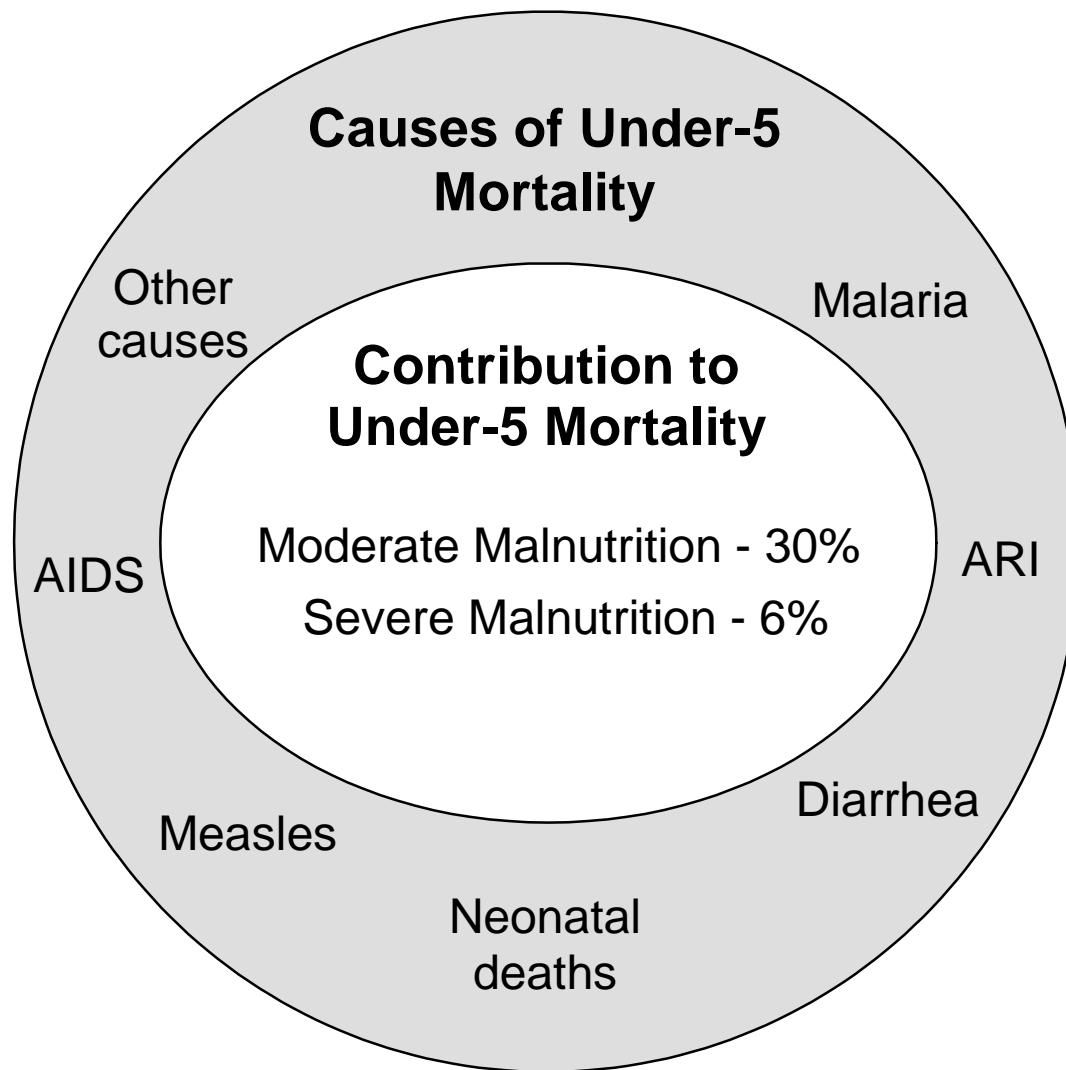 Causes of Under-5
Mortality
Other
causes
Malaria
Contribution to
Under-5 Mortality
Moderate Malnutrition - 30%
Severe Malnutrition - 6%
AIDS
ARI
Diarrhea
Measles
Neonatal
deaths